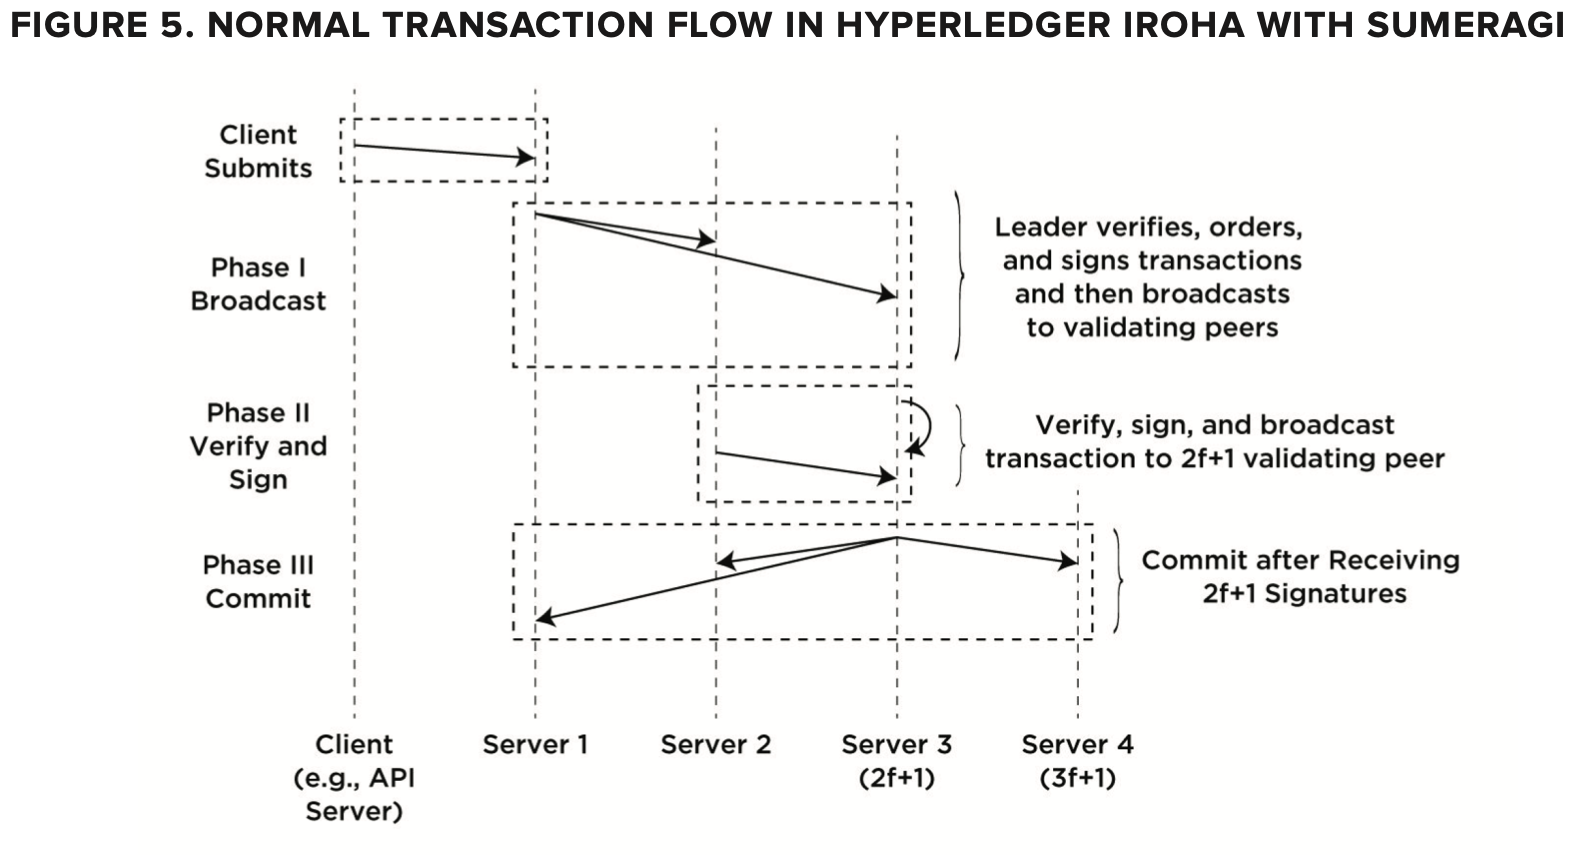 FIGURE 5. NORMAL TRANSACTION FLOW IN HYPERLEDGER IROHA WITH SUMERAGI
Client
Submits
Phase I
Broadcast
Leader verifies, orders,
and signs transactions
and then broadcasts
to validating peers
Phase II
Verify and
Sign
Verify, sign, and broadcast
transaction to 2f+1 validating peer
Phase III
Commit
Commit after Receiving
2f+1 Signatures
Client
(e.g., API
Server)
Server 1
Server 2
Server 3
(2f+1)
Server 4
(3f+1)